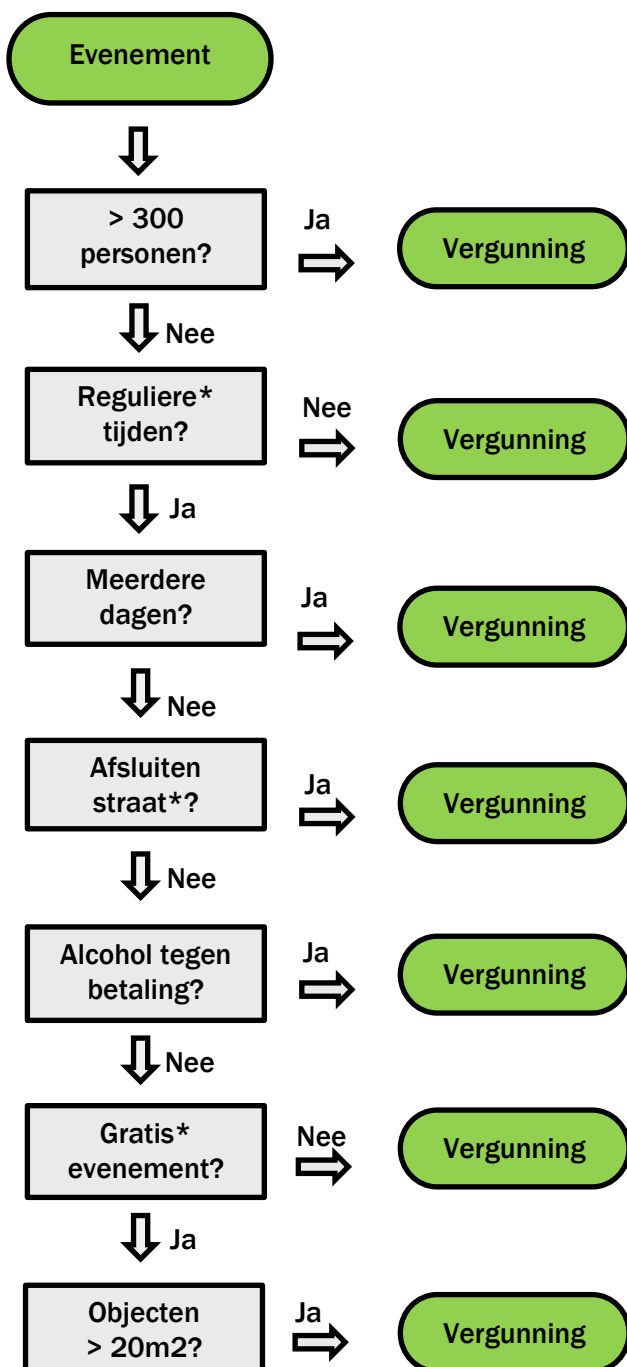 Evenement
> 300
personen?
Ja
Vergunning
Nee
Reguliere*
tijden?
Nee
Vergunning
Ja
Meerdere
dagen?
Ja
Vergunning
Nee
Afsluiten
straat*?
Ja
Vergunning
Nee
Alcohol tegen
betaling?
Ja
Vergunning
Nee
Gratis*
evenement?
Nee
Vergunning
Ja
Objecten
> 20m2?
Ja
Vergunning